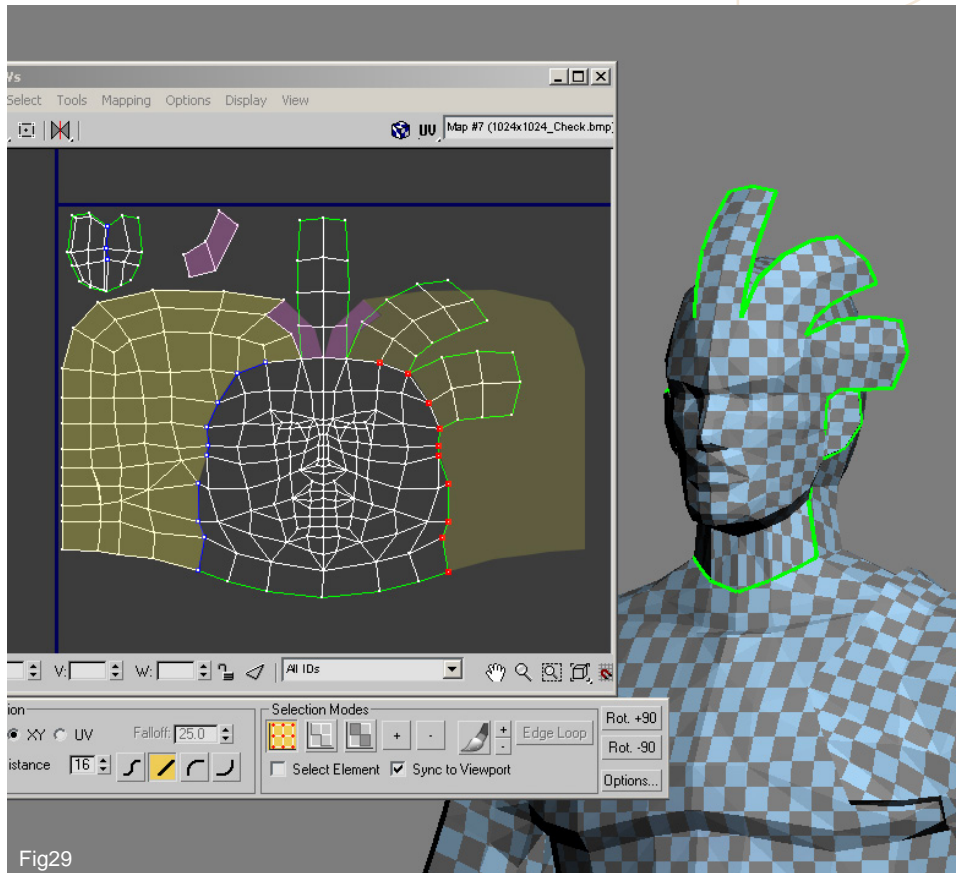 Ws
Select Tools Mapping Options Display View
UV Map #7 (1024x1024_Check.bmp)
V: W: All IDs
ion
XY UV Falloff: 25.0
istance 16
Selection Modes
+ - + - Edge Loop
Select Element Sync to Viewport
Rot. +90
Rot. -90
Options...
Fig29